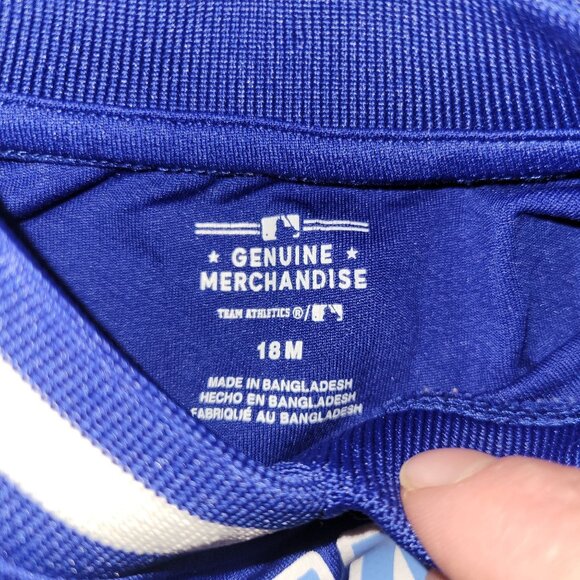 ★ GENUINE ★
MERCHANDISE
TEAM ATHLETICS ®/
18M
MADE IN BANGLADESH
HECHO EN BANGLADESH
FABRIQUÉ AU BANGLADESH